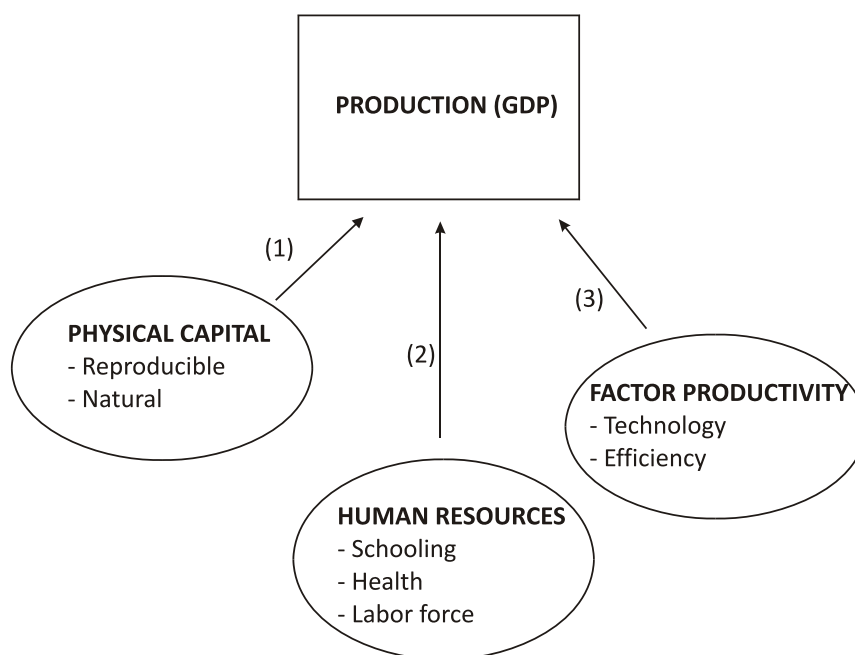 PRODUCTION (GDP)
(1)
(2)
(3)
PHYSICAL CAPITAL
- Reproducible
- Natural
FACTOR PRODUCTIVITY
- Technology
- Efficiency
HUMAN RESOURCES
- Schooling
- Health
- Labor force